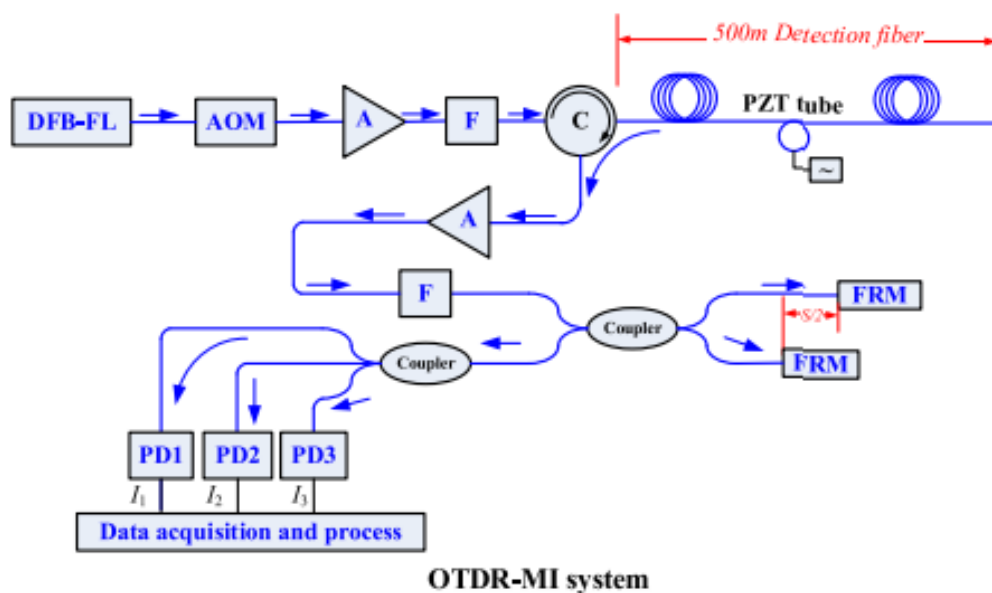 500m Detection fiber
DFB-FL
AOM
A
F
C
PZT tube
~
A
F
Coupler
FRM
S/2
FRM
Coupler
PD1
PD2
PD3
I1
I2
I3
Data acquisition and process
OTDR-MI system